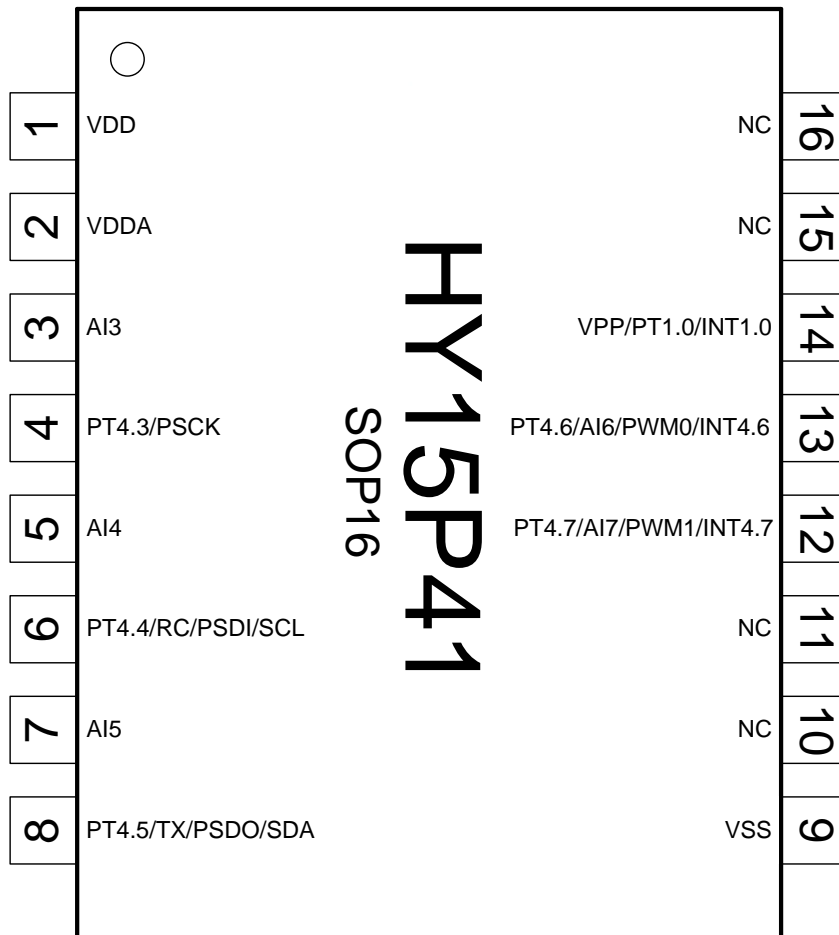 1 VDD
2 VDDA
3 AI3
4 PT4.3/PSCK
5 AI4
6 PT4.4/RC/PSDI/SCL
7 AI5
8 PT4.5/TX/PSDO/SDA
HY15P41
SOP16
NC 16
NC 15
VPP/PT1.0/INT1.0 14
PT4.6/AI6/PWM0/INT4.6 13
PT4.7/AI7/PWM1/INT4.7 12
NC 11
NC 10
VSS 9